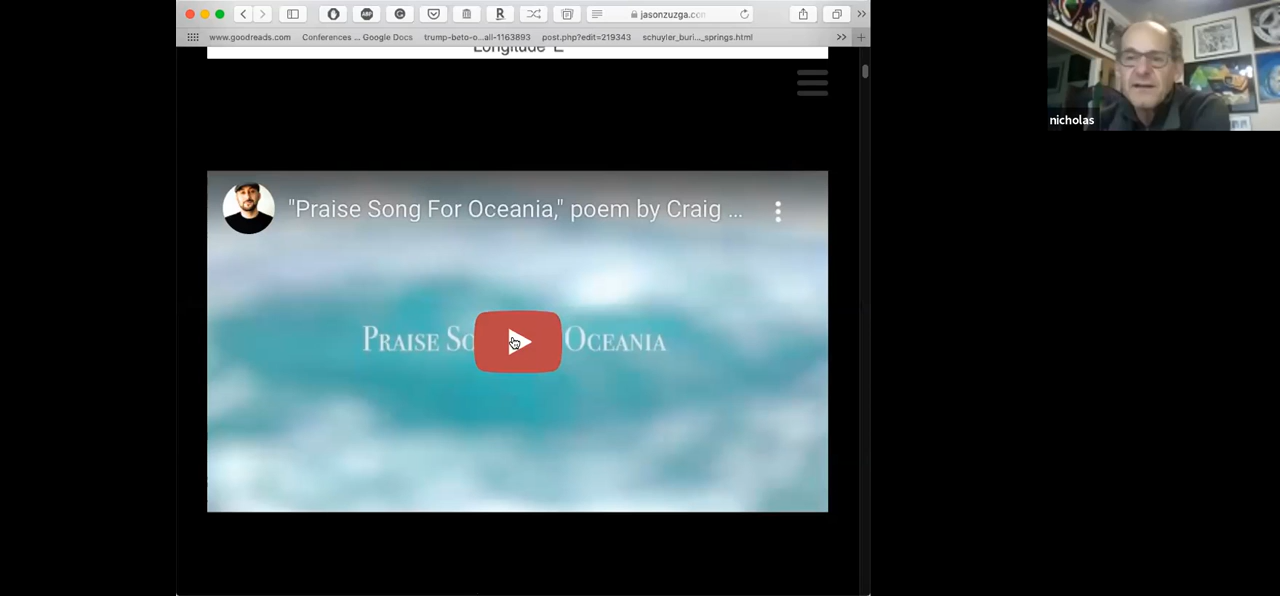 jasonzuzga.com
www.goodreads.com Conferences ... Google Docs trump-beto-o...all-1163893 post.php?edit=219343 schuyler_buri..._springs.html
Longitude E
nicholas
"Praise Song For Oceania," poem by Craig ...
Praise So Oceania